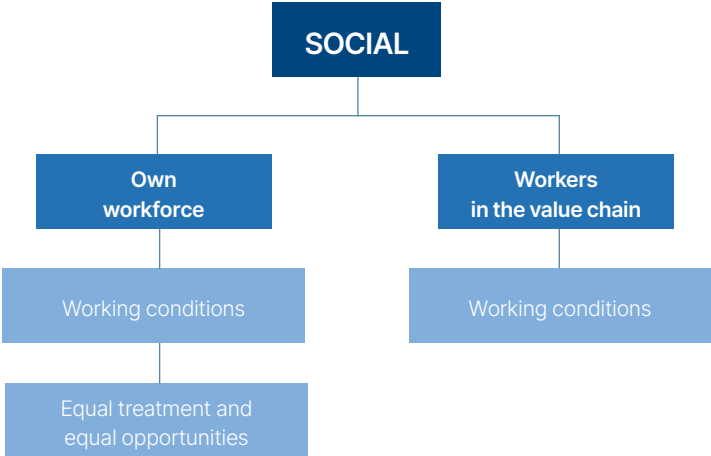 SOCIAL
Own
workforce
Workers
in the value chain
Working conditions
Working conditions
Equal treatment and
equal opportunities